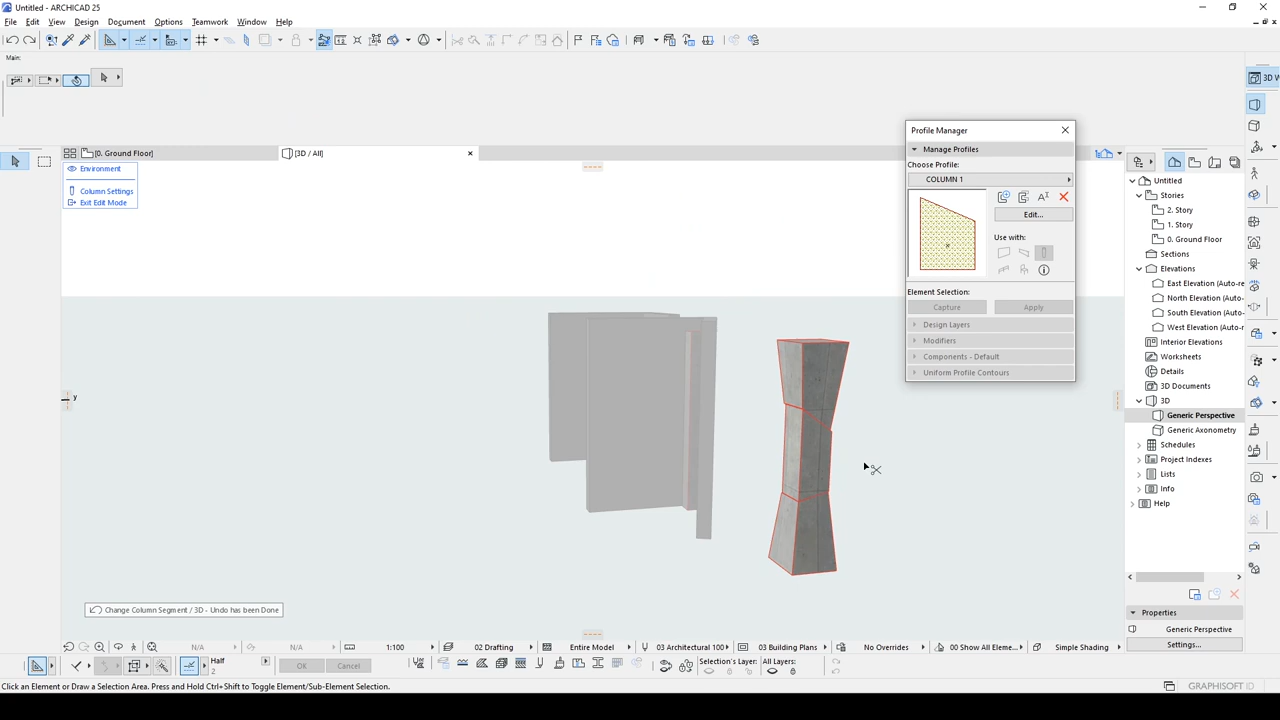 Untitled - ARCHICAD 25
File Edit View Design Document Options Teamwork Window Help
Main:
[0. Ground Floor]
[3D / All]
3D W
Environment
Column Settings
Exit Edit Mode
Profile Manager
Manage Profiles
Choose Profile:
COLUMN 1
Edit...
Use with:
Element Selection:
Capture
Apply
Design Layers
Modifiers
Components - Default
Uniform Profile Contours
Untitled
Stories
2. Story
1. Story
0. Ground Floor
Sections
Elevations
East Elevation (Auto-re
North Elevation (Auto-re
South Elevation (Auto-re
West Elevation (Auto-re
Interior Elevations
Worksheets
Details
3D Documents
3D
Generic Perspective
Generic Axonometry
Schedules
Project Indexes
Lists
Info
Help
y
Change Column Segment / 3D - Undo has been Done
Properties
Generic Perspective
Settings...
N/A
N/A
1:100
02 Drafting
Entire Model
03 Architectural 100
03 Building Plans
No Overrides
00 Show All Eleme...
Simple Shading
Half
2
OK
Cancel
Selection's Layer:
All Layers:
Click an Element or Draw a Selection Area. Press and Hold Ctrl+Shift to Toggle Element/Sub-Element Selection.
GRAPHISOFT